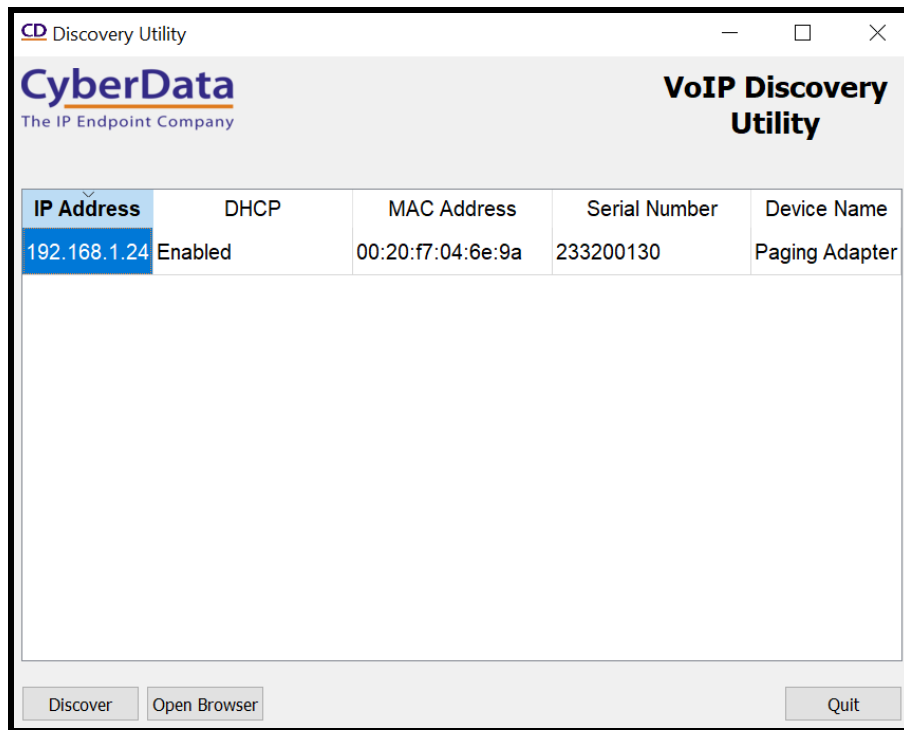 CD Discovery Utility
CyberData
The IP Endpoint Company
VoIP Discovery
Utility
IP Address DHCP MAC Address Serial Number Device Name
192.168.1.24 Enabled 00:20:f7:04:6e:9a 233200130 Paging Adapter
Discover Open Browser Quit